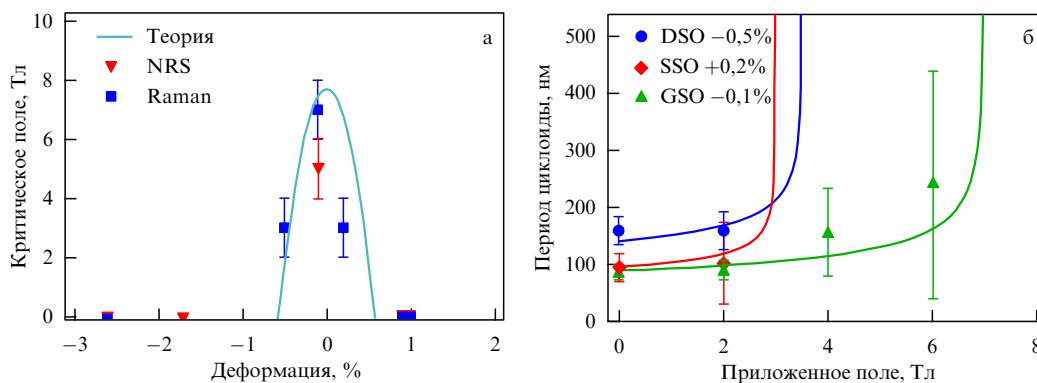 10
8
6
4
2
0
Критическое поле, Тл
Теория
NRS
Raman
а
−3
−2
−1
0
1
2
Деформация, %
500
400
300
200
100
0
Период циклоиды, нм
DSO −0,5%
SSO +0,2%
GSO −0,1%
б
0
2
4
6
8
Приложенное поле, Тл